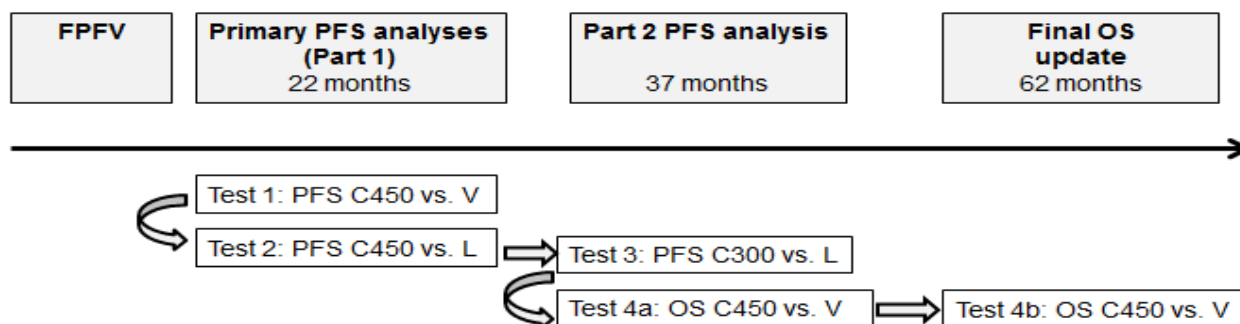 FPFV
Primary PFS analyses
(Part 1)
22 months
Part 2 PFS analysis
37 months
Final OS
update
62 months
Test 1: PFS C450 vs. V
Test 2: PFS C450 vs. L
Test 3: PFS C300 vs. L
Test 4a: OS C450 vs. V
Test 4b: OS C450 vs. V